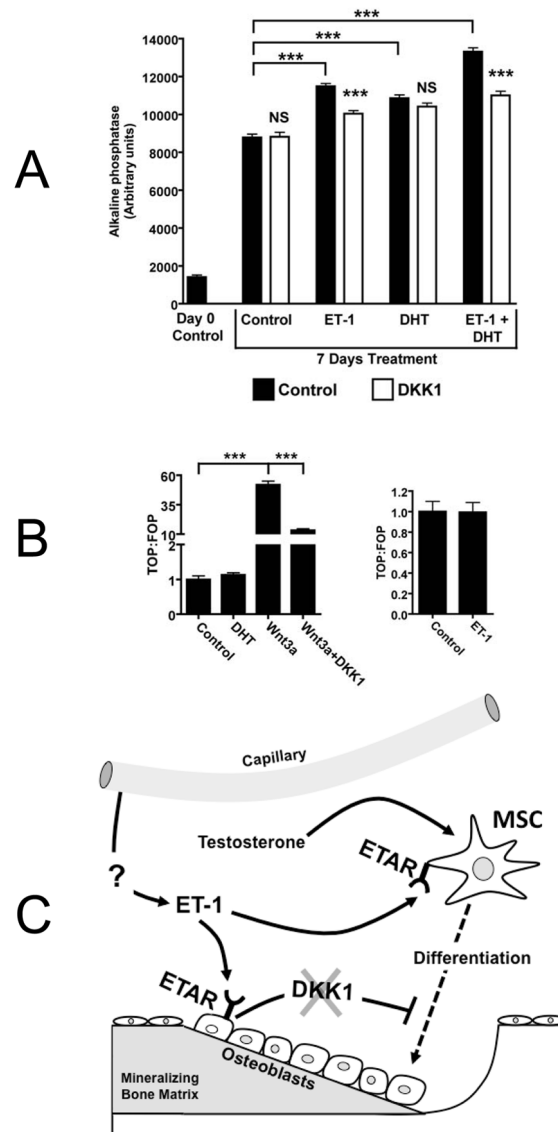 A
Alkaline phosphatase
(Arbitrary units)
14000
12000
10000
8000
6000
4000
2000
0
***
***
***
NS
***
NS
***
Day 0
Control
Control
ET-1
DHT
ET-1 +
DHT
7 Days Treatment
Control
DKK1
B
TOP:FOP
60
35
10
2
1
0
***
***
Control
DHT
Wnt3a
Wnt3a+DKK1
TOP:FOP
1.2
1.0
0.8
0.6
0.4
0.2
0.0
Control
ET-1
C
Capillary
Testosterone
MSC
ETAR
?
ET-1
Differentiation
ETAR
DKK1
Osteoblasts
Mineralizing
Bone Matrix